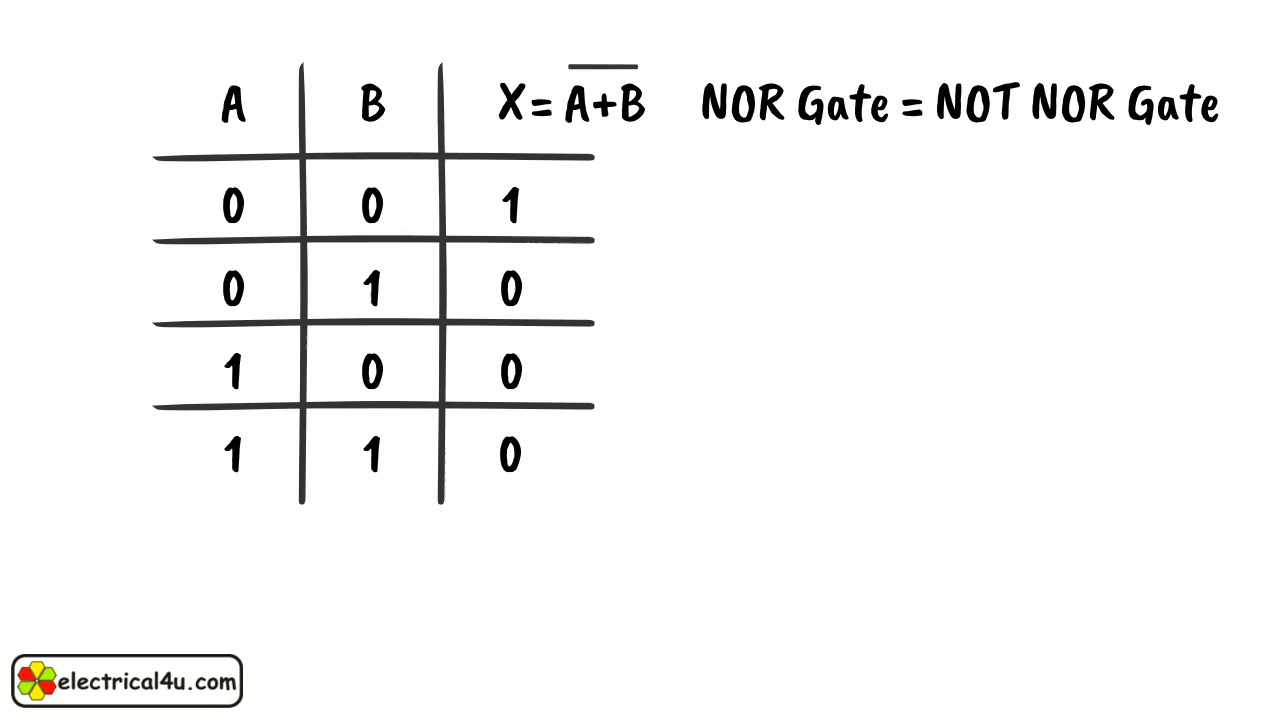 A B X = A+B NOR Gate = NOT NOR Gate
0 0 1
0 1 0
1 0 0
1 1 0
electrical4u.com